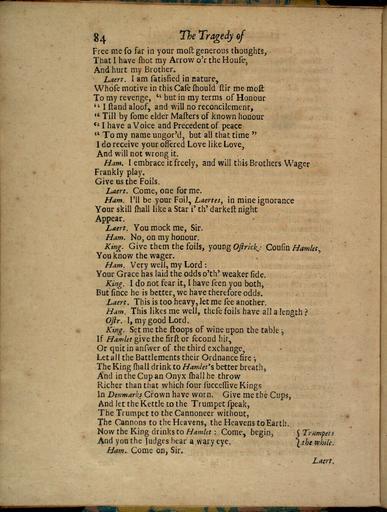 84 The Tragedy of
Free me so far in your moſt generous thoughts,
That I have ſhot my Arrow o'r the Houſe,
And hurt my Brother.
Laert. I am ſatisfied in nature,
Whoſe motive in this Caſe ſhould ſtir me moſt
To my revenge, “ but in my terms of Honour
“ I ſtand aloof, and will no reconcilement,
“ Till by ſome elder Maſters of known honour
“ I have a Voice and Precedent of peace
“ To my name ungor'd, but all that time ”
I do receive your offered Love like Love,
And will not wrong it.
Ham. I embrace it freely, and will this Brothers Wager
Frankly play.
Give us the Foils.
Laert. Come, one for me.
Ham. I'll be your Foil, Laertes, in mine ignorance
Your skill ſhall like a Star i' th' darkeſt night
Appear.
Laert. You mock me, Sir.
Ham. No, on my honour.
King. Give them the foils, young Oſtrick: Couſin Hamlet,
You know the wager.
Ham. Very well, my Lord:
Your Grace has laid the odds o'th' weaker ſide.
King. I do not fear it, I have ſeen you both,
But ſince he is better, we have therefore odds.
Laert. This is too heavy, let me ſee another.
Ham. This likes me well, theſe foils have all a length?
Oſtr. I, my good Lord.
King. Set me the ſtoops of wine upon the table;
If Hamlet give the firſt or ſecond hit,
Or quit in anſwer of the third exchange,
Let all the Battlements their Ordnance fire;
The King ſhall drink to Hamlet's better breath,
And in the Cup an Onyx ſhall he throw
Richer than that which four ſucceſſive Kings
In Denmarks Crown have worn. Give me the Cups,
And let the Kettle to the Trumpet ſpeak,
The Trumpet to the Cannoneer without,
The Cannons to the Heavens, the Heavens to Earth.
Now the King drinks to Hamlet: Come, begin, { Trumpets
And you the Judges bear a wary eye. { the while.
Ham. Come on, Sir.
Laert.